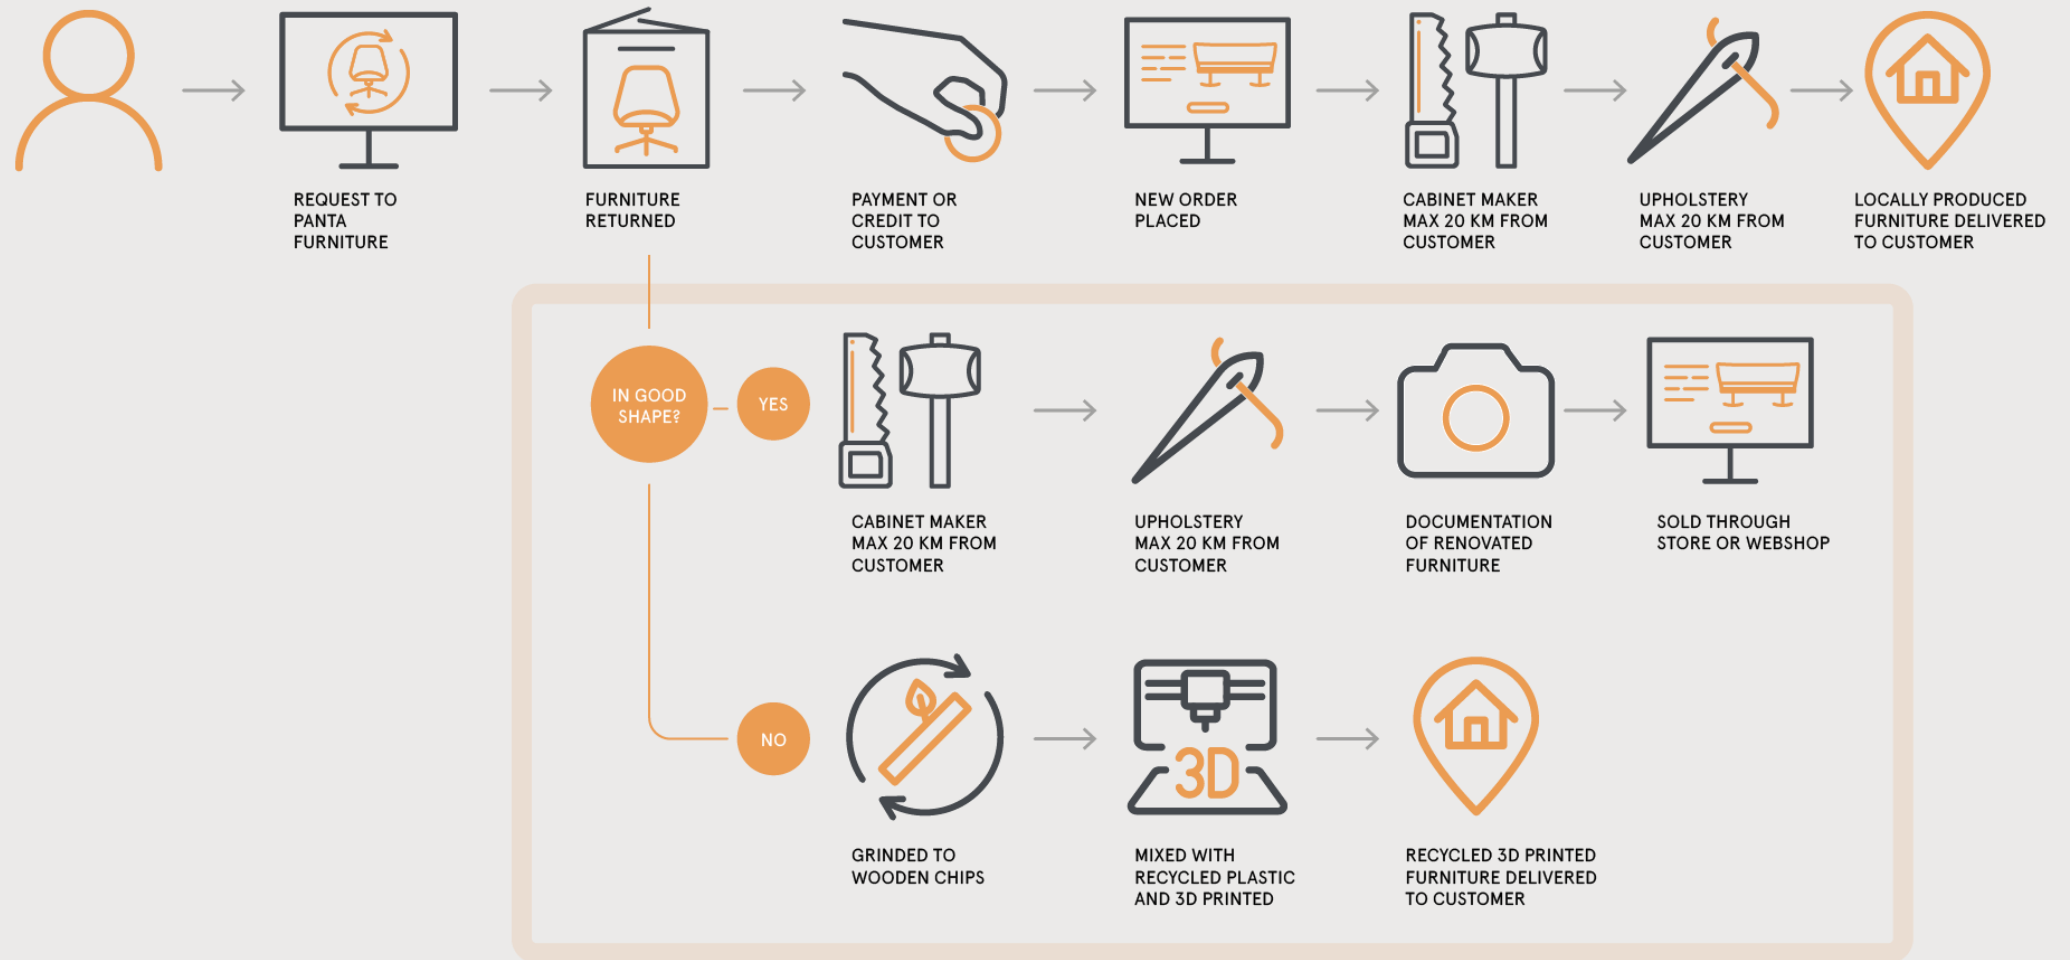 REQUEST TO
PANTA
FURNITURE
FURNITURE
RETURNED
PAYMENT OR
CREDIT TO
CUSTOMER
NEW ORDER
PLACED
CABINET MAKER
MAX 20 KM FROM
CUSTOMER
UPHOLSTERY
MAX 20 KM FROM
CUSTOMER
LOCALLY PRODUCED
FURNITURE DELIVERED
TO CUSTOMER
IN GOOD
SHAPE?
YES
CABINET MAKER
MAX 20 KM FROM
CUSTOMER
UPHOLSTERY
MAX 20 KM FROM
CUSTOMER
DOCUMENTATION
OF RENOVATED
FURNITURE
SOLD THROUGH
STORE OR WEBSHOP
NO
3D
GRINDED TO
WOODEN CHIPS
MIXED WITH
RECYCLED PLASTIC
AND 3D PRINTED
RECYCLED 3D PRINTED
FURNITURE DELIVERED
TO CUSTOMER